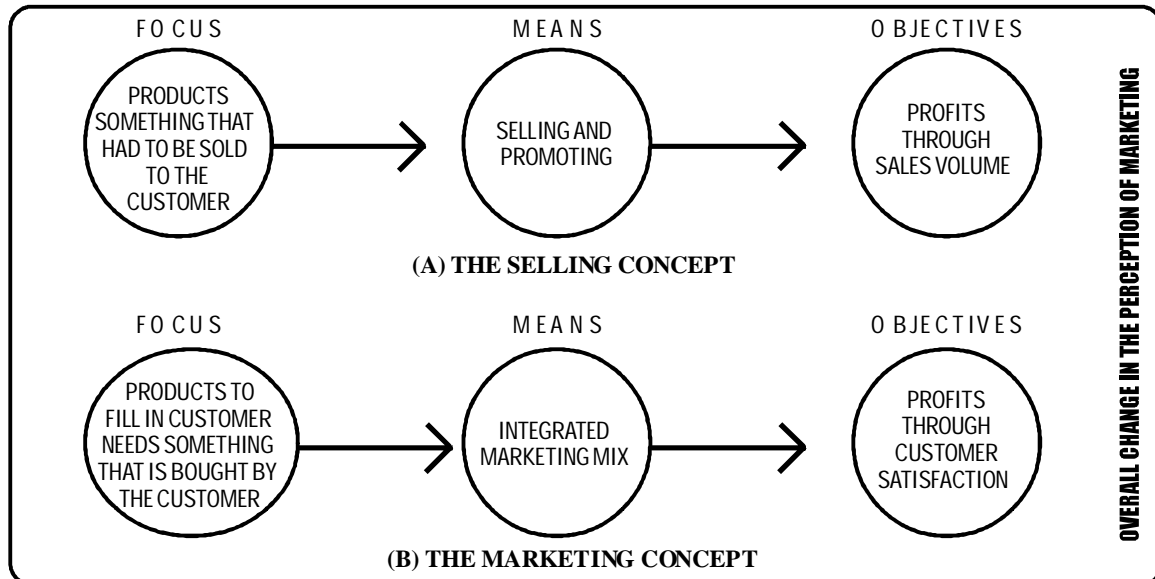 FOCUS
MEANS
OBJECTIVES
PRODUCTS
SOMETHING THAT
HAD TO BE SOLD
TO THE
CUSTOMER
SELLING AND
PROMOTING
PROFITS
THROUGH
SALES VOLUME
(A) THE SELLING CONCEPT
FOCUS
MEANS
OBJECTIVES
PRODUCTS TO
FILL IN CUSTOMER
NEEDS SOMETHING
THAT IS BOUGHT BY
THE CUSTOMER
INTEGRATED
MARKETING MIX
PROFITS
THROUGH
CUSTOMER
SATISFACTION
(B) THE MARKETING CONCEPT
OVERALL CHANGE IN THE PERCEPTION OF MARKETING